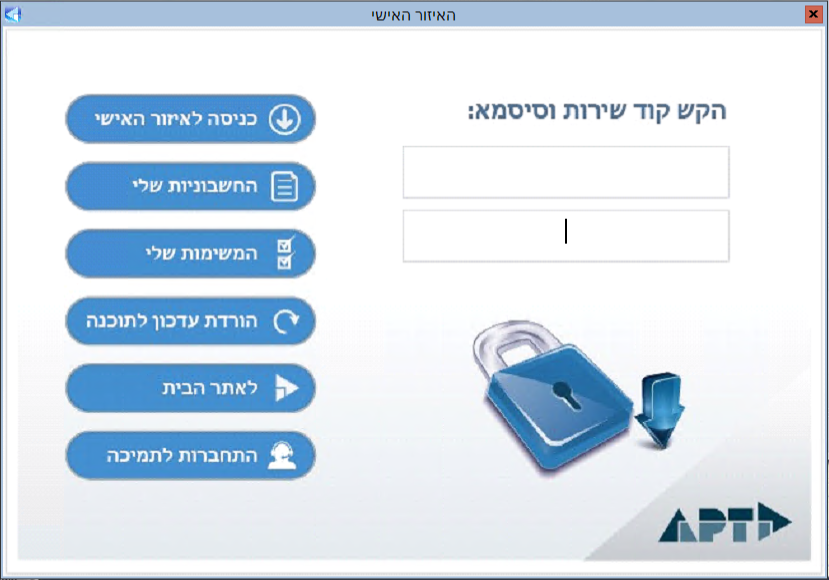 האיזור האישי
הקש קוד שירות וסיסמא:
כניסה לאיזור האישי
החשבוניות שלי
המשימות שלי
הורדת עדכון לתוכנה
לאתר הבית
התחברות לתמיכה
ARTI